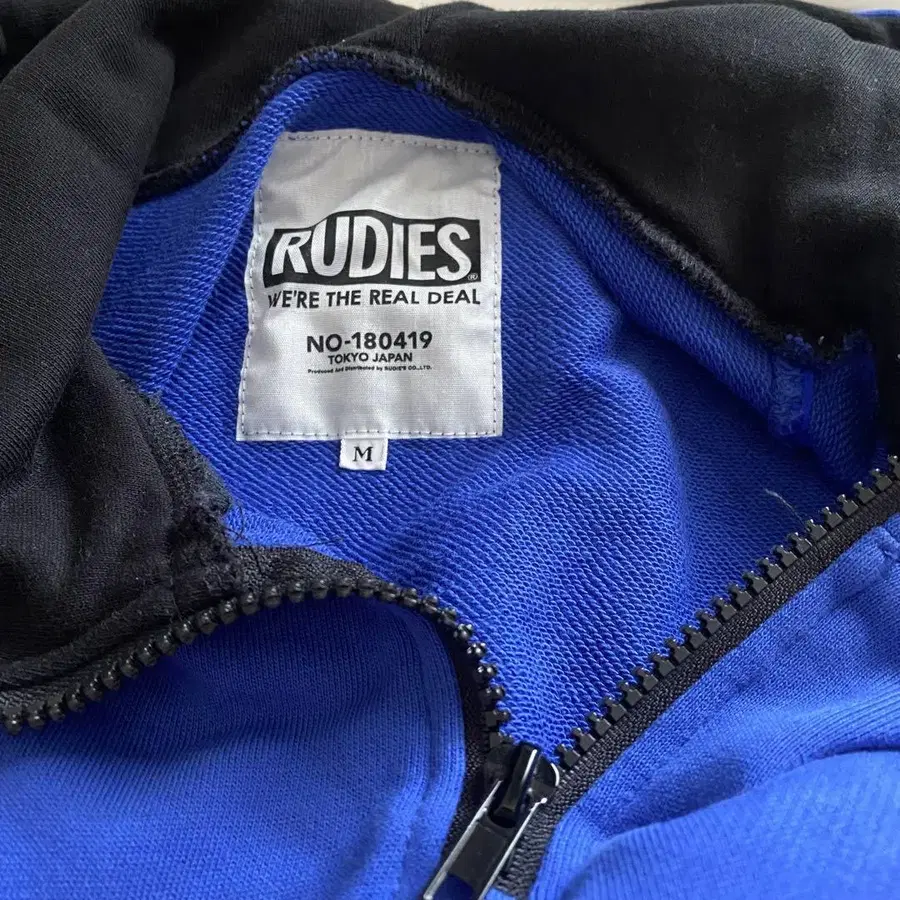 RUDIES®
WE'RE THE REAL DEAL
NO-180419
TOKYO JAPAN
Produced And Distributed by RUDIE'S CO.,LTD.
M